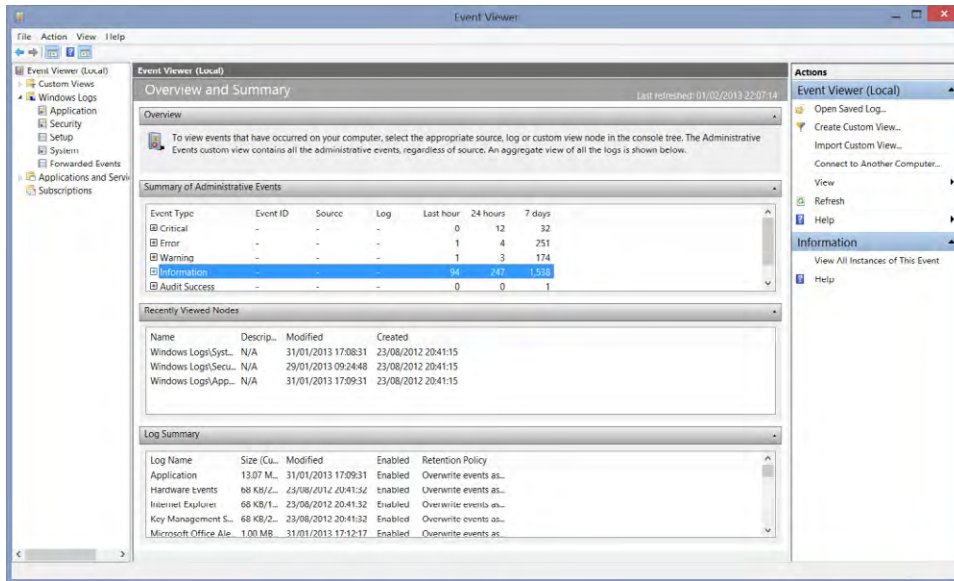 Event Viewer
File Action View Help
Event Viewer (Local)
Custom Views
Windows Logs
Application
Security
Setup
System
Forwarded Events
Applications and Servi
Subscriptions
Event Viewer (Local)
Overview and Summary Last refreshed: 01/02/2013 22:07:14
Overview
To view events that have occurred on your computer, select the appropriate source, log or custom view node in the console tree. The Administrative
Events custom view contains all the administrative events, regardless of source. An aggregate view of all the logs is shown below.
Summary of Administrative Events
Event Type Event ID Source Log Last hour 24 hours 7 days
Critical - - - 0 12 32
Error - - - 1 4 251
Warning - - - 1 3 174
Information - - - 94 247 1,538
Audit Success - - - 0 0 1
Recently Viewed Nodes
Name Descrip... Modified Created
Windows Logs\Syst... N/A 31/01/2013 17:08:31 23/08/2012 20:41:15
Windows Logs\Secu... N/A 29/01/2013 09:24:48 23/08/2012 20:41:15
Windows Logs\App... N/A 31/01/2013 17:09:31 23/08/2012 20:41:15
Log Summary
Log Name Size (Cu... Modified Enabled Retention Policy
Application 13.07 M... 31/01/2013 17:09:31 Enabled Overwrite events as...
Hardware Events 68 KB/2... 23/08/2012 20:41:32 Enabled Overwrite events as...
Internet Explorer 68 KB/1... 23/08/2012 20:41:32 Enabled Overwrite events as...
Key Management S... 68 KB/2... 23/08/2012 20:41:32 Enabled Overwrite events as...
Microsoft Office Ale... 1.00 MB... 31/01/2013 17:12:17 Enabled Overwrite events as...
Actions
Event Viewer (Local)
Open Saved Log...
Create Custom View...
Import Custom View...
Connect to Another Computer...
View
Refresh
Help
Information
View All Instances of This Event
Help